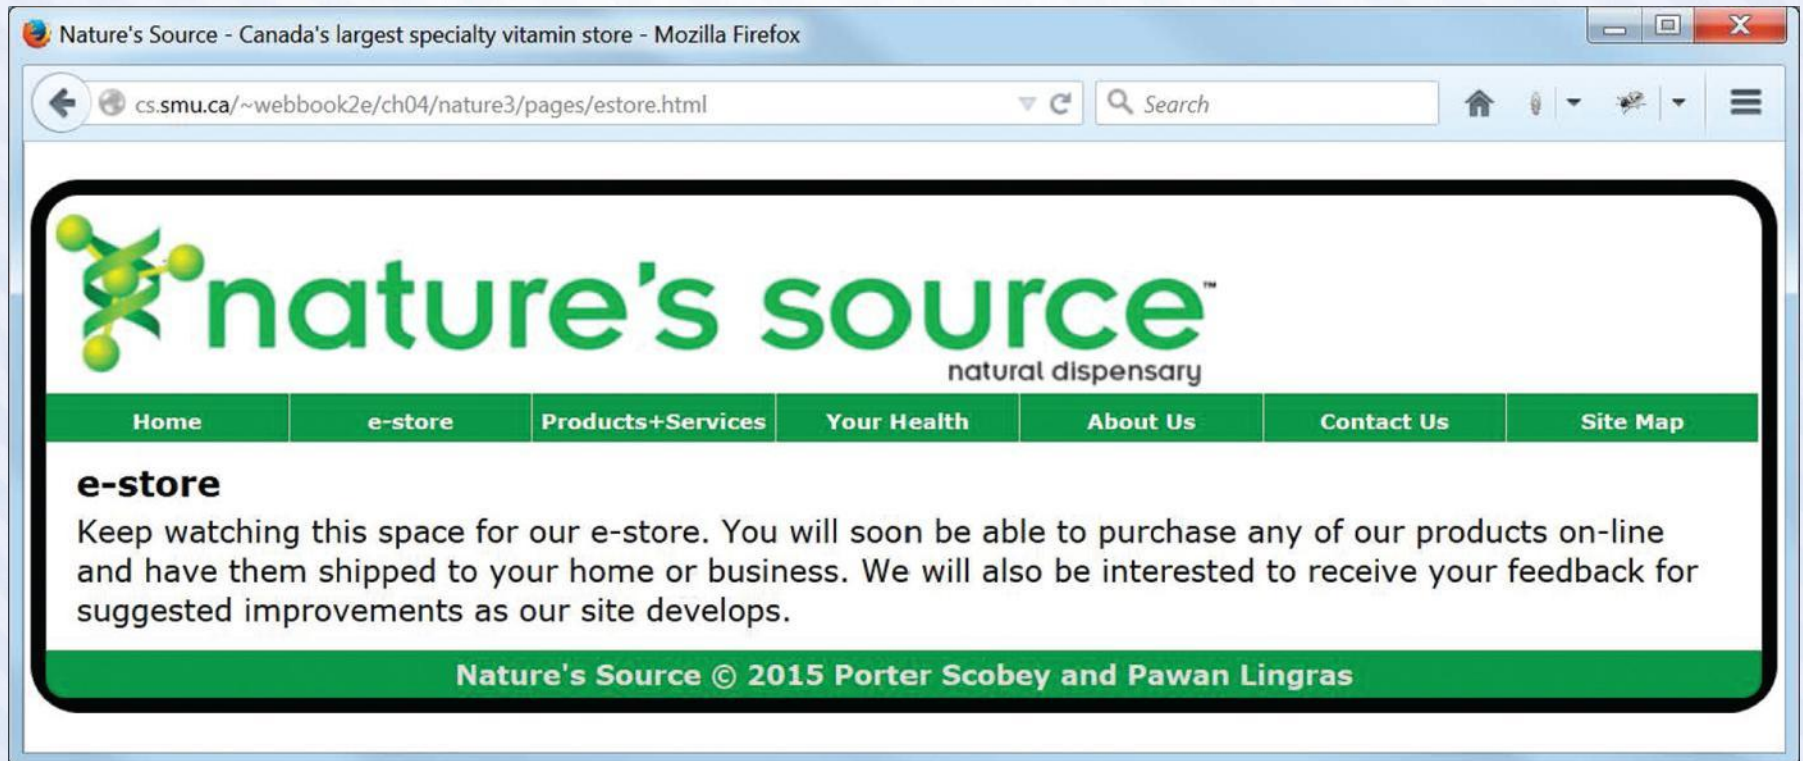 Nature's Source - Canada's largest specialty vitamin store - Mozilla Firefox
cs.smu.ca/~webbook2e/ch04/nature3/pages/estore.html
Search
nature's source™
natural dispensary
Home e-store Products+Services Your Health About Us Contact Us Site Map
e-store
Keep watching this space for our e-store. You will soon be able to purchase any of our products on-line
and have them shipped to your home or business. We will also be interested to receive your feedback for
suggested improvements as our site develops.
Nature's Source © 2015 Porter Scobey and Pawan Lingras